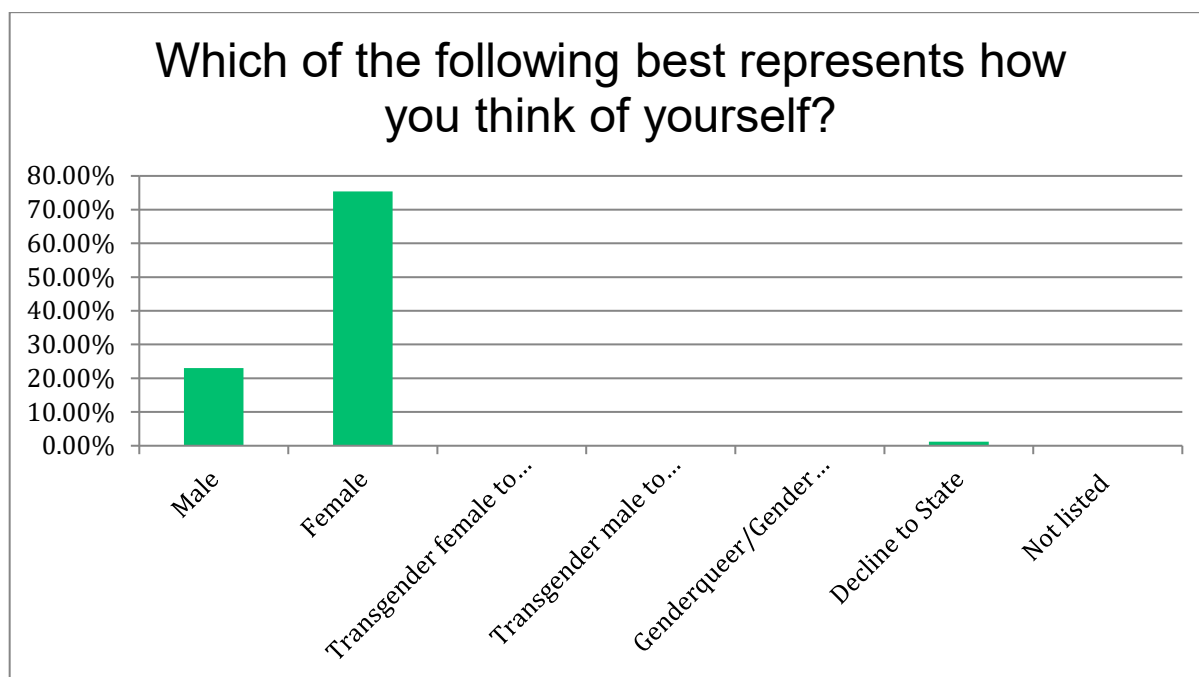 Which of the following best represents how
you think of yourself?
80.00%
70.00%
60.00%
50.00%
40.00%
30.00%
20.00%
10.00%
0.00%
Male
Female
Transgender female to...
Transgender male to...
Genderqueer/Gender...
Decline to State
Not listed